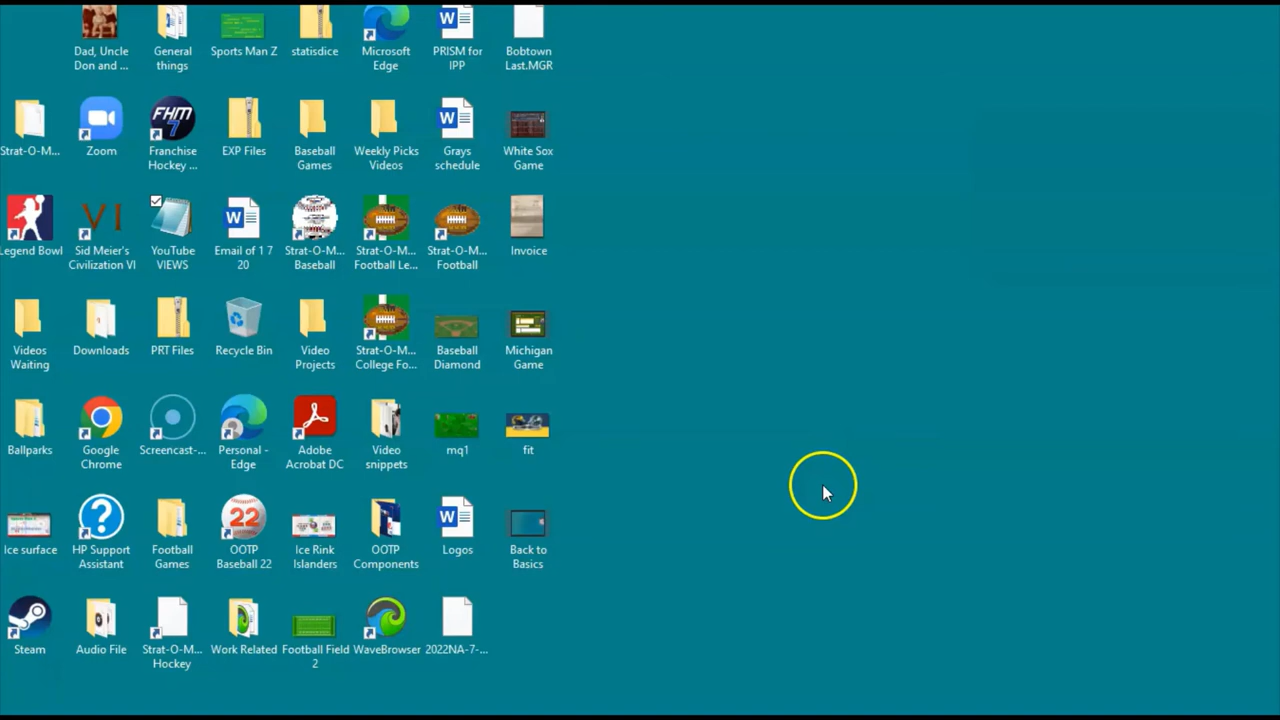 Dad, Uncle
Don and ...
General
things
Sports Man Z
statisdice
Microsoft
Edge
PRISM for
IPP
Bobtown
Last.MGR
Strat-O-M...
Zoom
FHM
7
Franchise
Hockey ...
EXP Files
Baseball
Games
Weekly Picks
Videos
Grays
schedule
White Sox
Game
Legend Bowl
VI
Sid Meier's
Civilization VI
YouTube
VIEWS
Email of 1 7
20
Strat-O-M...
Baseball
Strat-O-M...
Football Le...
Strat-O-M...
Football
Invoice
Videos
Waiting
Downloads
PRT Files
Recycle Bin
Video
Projects
Strat-O-M...
College Fo...
Baseball
Diamond
Michigan
Game
Ballparks
Google
Chrome
Screencast-...
Personal -
Edge
Adobe
Acrobat DC
Video
snippets
mq1
fit
Ice surface
HP Support
Assistant
Football
Games
22
OOTP
Baseball 22
Ice Rink
Islanders
OOTP
Components
Logos
Back to
Basics
Steam
Audio File
Strat-O-M...
Hockey
Work Related
Football Field
2
WaveBrowser
2022NA-7-...